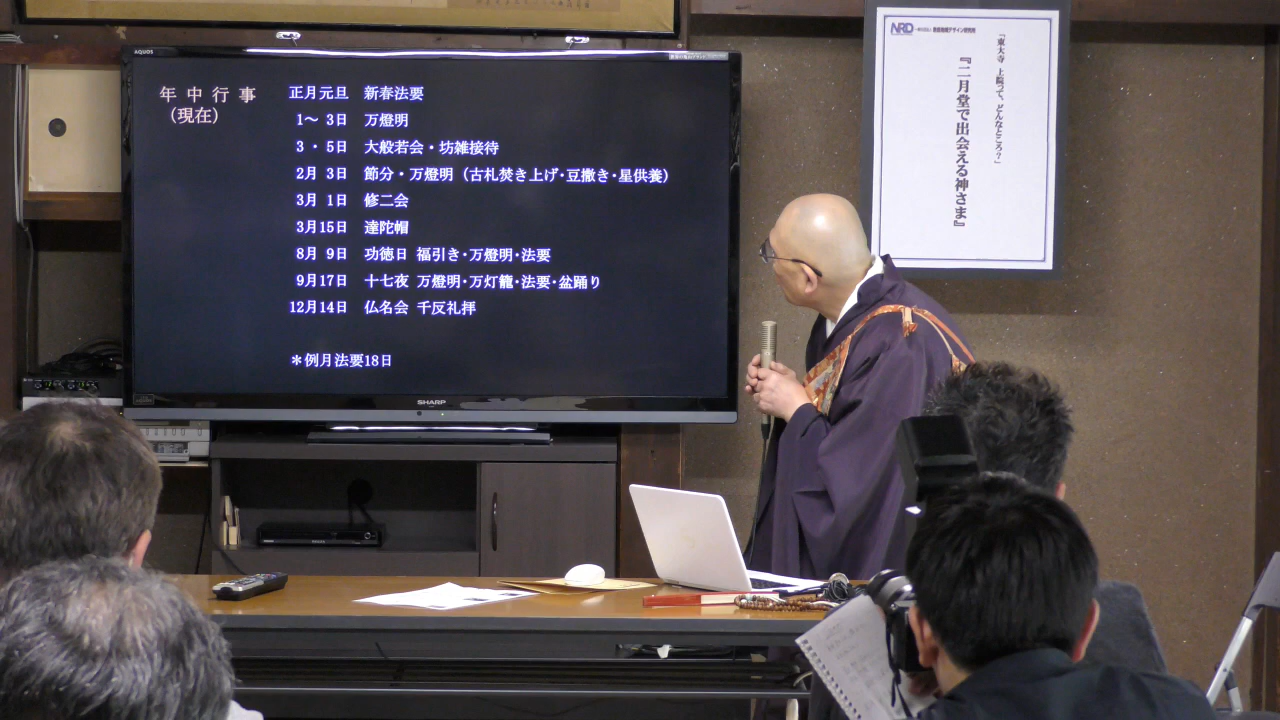 AQUOS
年中行事
（現在）
正月元旦 新春法要
1～ 3日 万燈明
3・5日 大般若会・坊雑接待
2月 3日 節分・万燈明（古札焚き上げ･豆撒き･星供養）
3月 1日 修二会
3月15日 達陀帽
8月 9日 功徳日 福引き･万燈明･法要
9月17日 十七夜 万燈明･万灯籠･法要･盆踊り
12月14日 仏名会 千反礼拝
＊例月法要18日
SHARP
NRD
「東大寺 上院って、どんなところ？」
『二月堂で出会える神さま』